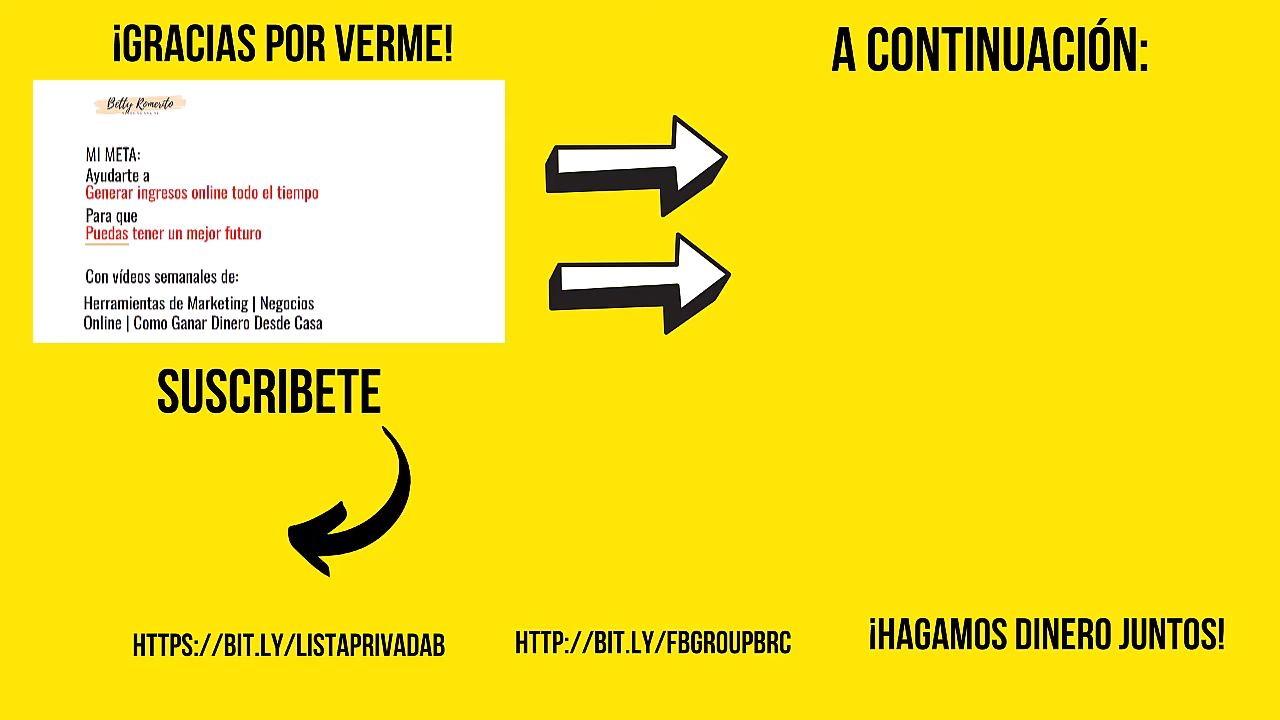 ¡GRACIAS POR VERME!
A CONTINUACIÓN:
Betty Romerito
MI META:
Ayudarte a
Generar ingresos online todo el tiempo
Para que
Puedas tener un mejor futuro
Con vídeos semanales de:
Herramientas de Marketing | Negocios
Online | Como Ganar Dinero Desde Casa
SUSCRIBETE
HTTPS://BIT.LY/LISTAPRIVADAB
HTTP://BIT.LY/FBGROUPBRC
¡HAGAMOS DINERO JUNTOS!